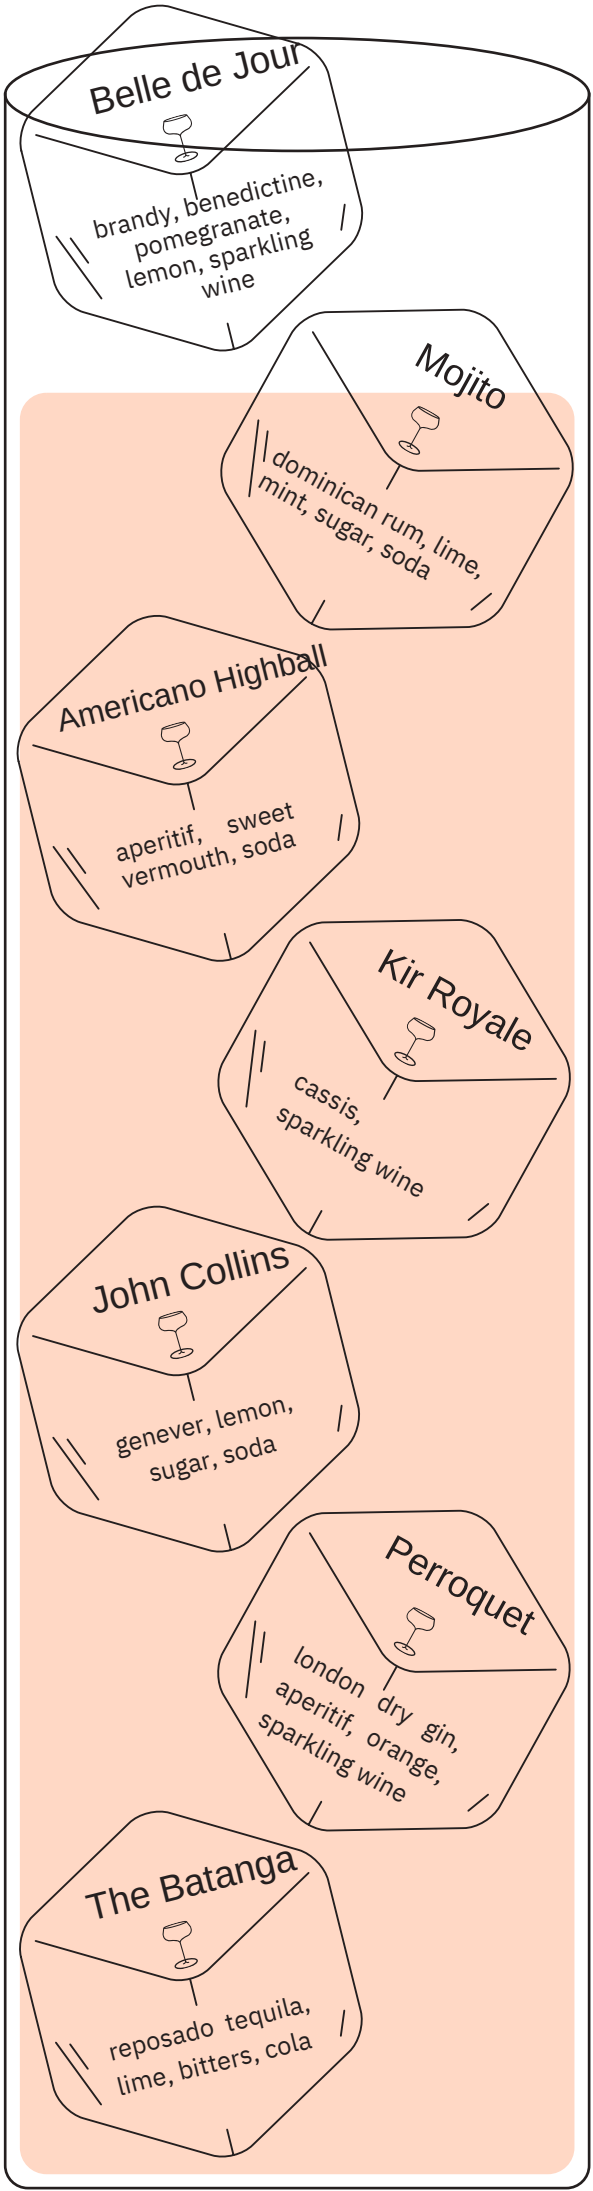 Belle de Jour
brandy, benedictine,
pomegranate,
lemon, sparkling
wine
Mojito
dominican rum, lime,
mint, sugar, soda
Americano Highball
aperitif, sweet
vermouth, soda
Kir Royale
cassis,
sparkling wine
John Collins
genever, lemon,
sugar, soda
Perroquet
london dry gin,
aperitif, orange,
sparkling wine
The Batanga
reposado tequila,
lime, bitters, cola